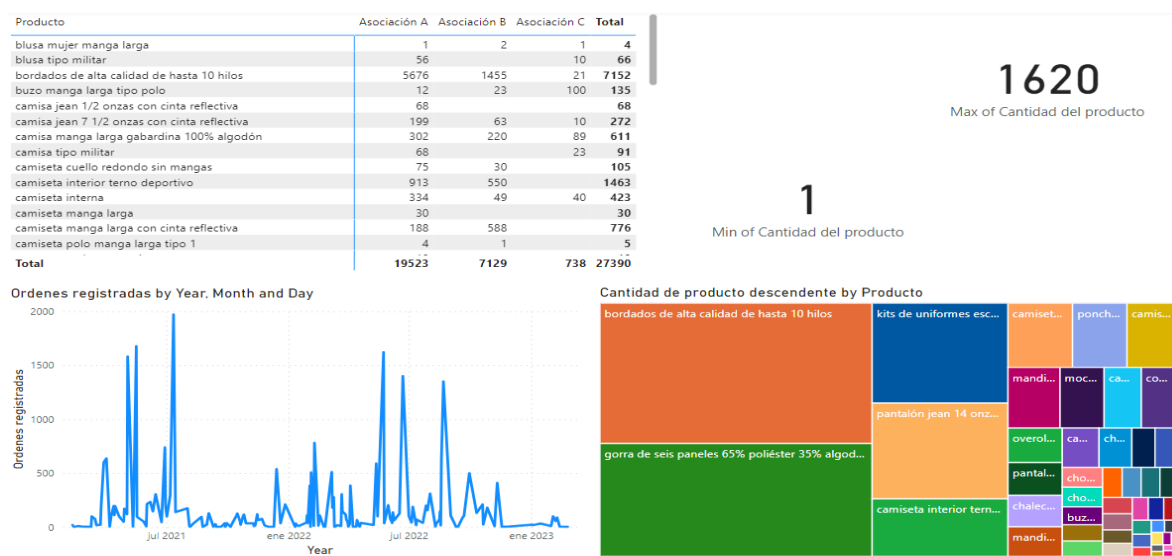 Producto Asociación A Asociación B Asociación C Total
blusa mujer manga larga 1 2 1 4
blusa tipo militar 56 10 66
bordados de alta calidad de hasta 10 hilos 5676 1455 21 7152
buzo manga larga tipo polo 12 23 100 135
camisa jean 1/2 onzas con cinta reflectiva 68 68
camisa jean 7 1/2 onzas con cinta reflectiva 199 63 10 272
camisa manga larga gabardina 100% algodón 302 220 89 611
camisa tipo militar 68 23 91
camiseta cuello redondo sin mangas 75 30 105
camiseta interior terno deportivo 913 550 1463
camiseta interna 334 49 40 423
camiseta manga larga 30 30
camiseta manga larga con cinta reflectiva 188 588 776
camiseta polo manga larga tipo 1 4 1 5
Total 19523 7129 738 27390
1620
Max of Cantidad del producto
1
Min of Cantidad del producto
Ordenes registradas by Year, Month and Day
2000
1500
1000
500
0
Ordenes registradas
jul 2021 ene 2022 jul 2022 ene 2023
Year
Cantidad de producto descendente by Producto
bordados de alta calidad de hasta 10 hilos
gorra de seis paneles 65% poliéster 35% algod...
kits de uniformes esc...
pantalón jean 14 onz...
camiseta interior tern...
camiset... ponch... camis...
mandi... moc... ca... co...
overol... ca... ch...
pantal... cho...
chalec... cho...
buz...
mandi...